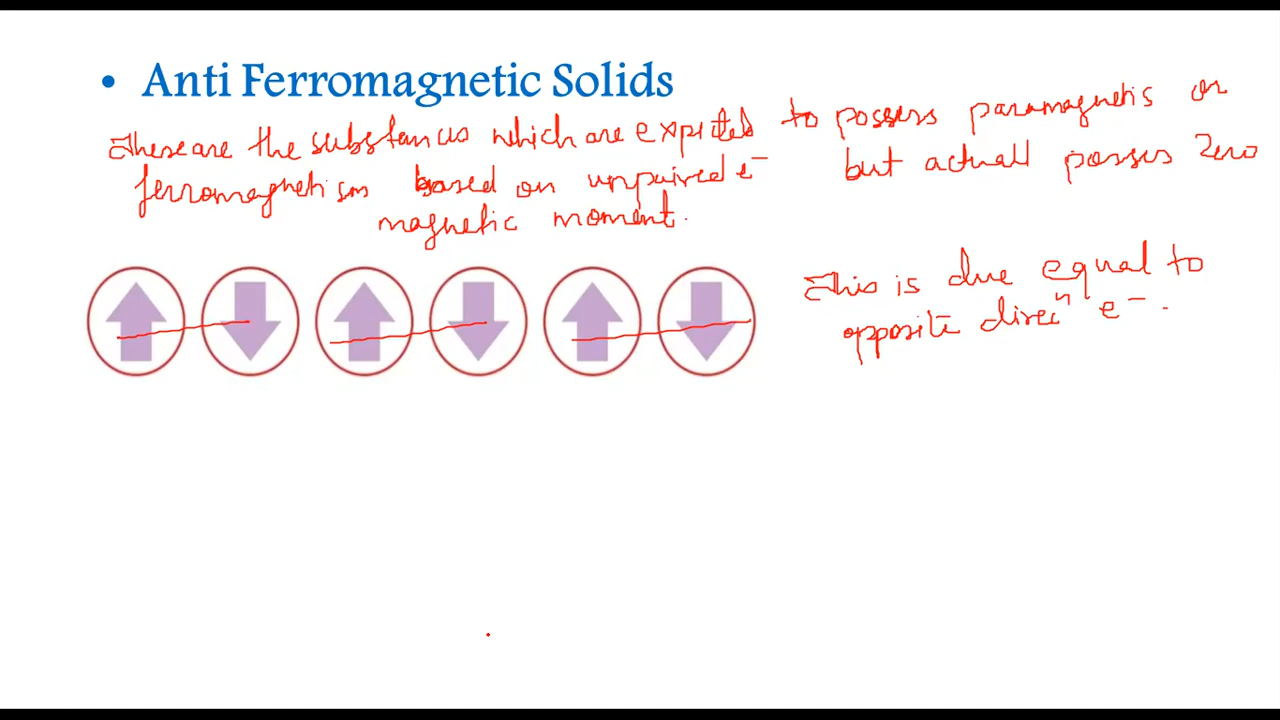 • Anti Ferromagnetic Solids
These are the substances which are expected to possess paramagnetis or
ferromagnetism based on unpaired e⁻ but actuall posses Zero
magnetic moment.
This is due equal to
opposite direcⁿ e⁻.